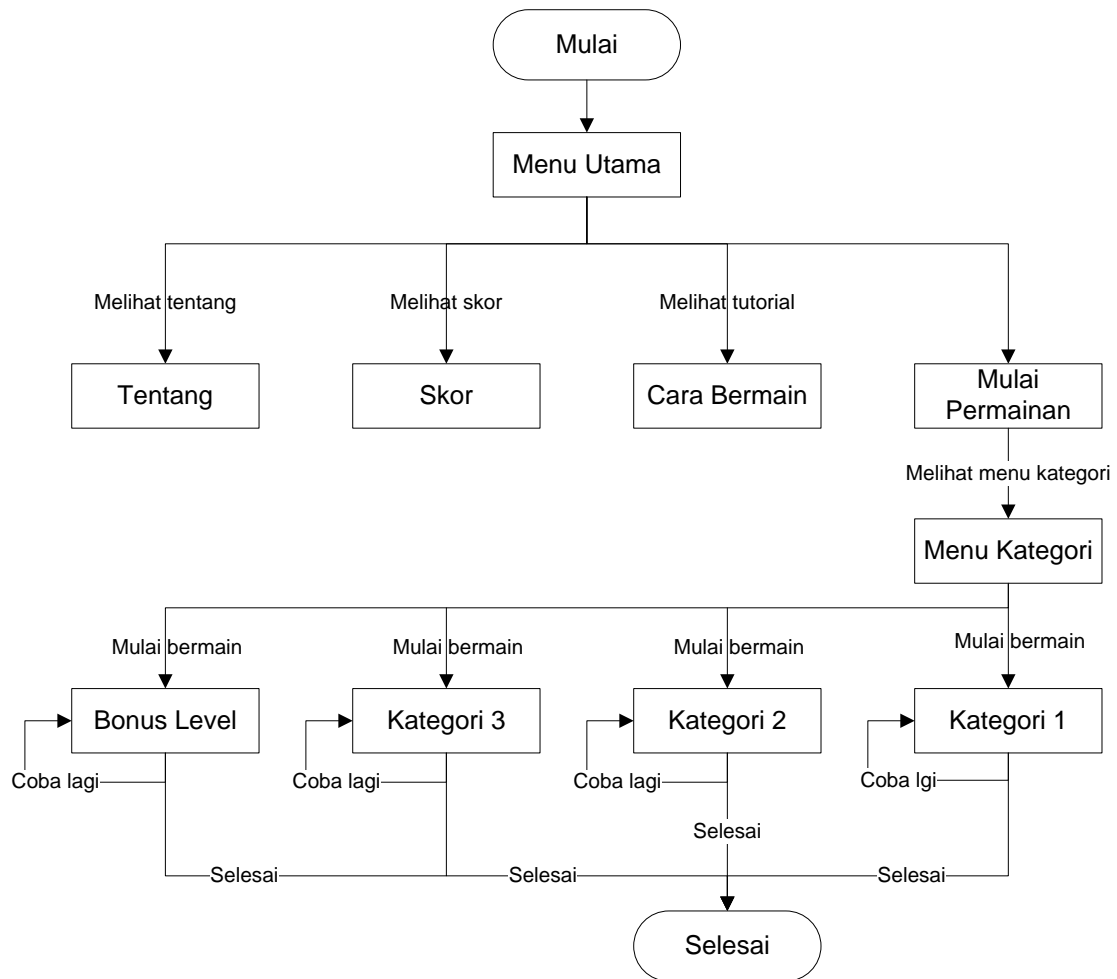 Mulai
Menu Utama
Melihat tentang
Melihat skor
Melihat tutorial
Tentang
Skor
Cara Bermain
Mulai
Permainan
Melihat menu kategori
Menu Kategori
Mulai bermain
Mulai bermain
Mulai bermain
Mulai bermain
Bonus Level
Kategori 3
Kategori 2
Kategori 1
Coba lagi
Coba lagi
Coba lagi
Coba lgi
Selesai
Selesai
Selesai
Selesai
Selesai